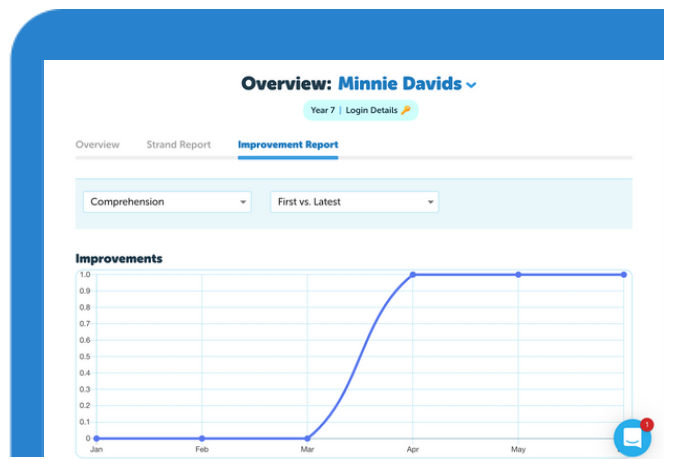 Overview: Minnie Davids
Year 7 | Login Details
Overview Strand Report Improvement Report
Comprehension First vs. Latest
Improvements
1.0
0.9
0.8
0.7
0.6
0.5
0.4
0.3
0.2
0.1
0
Jan Feb Mar Apr May
1